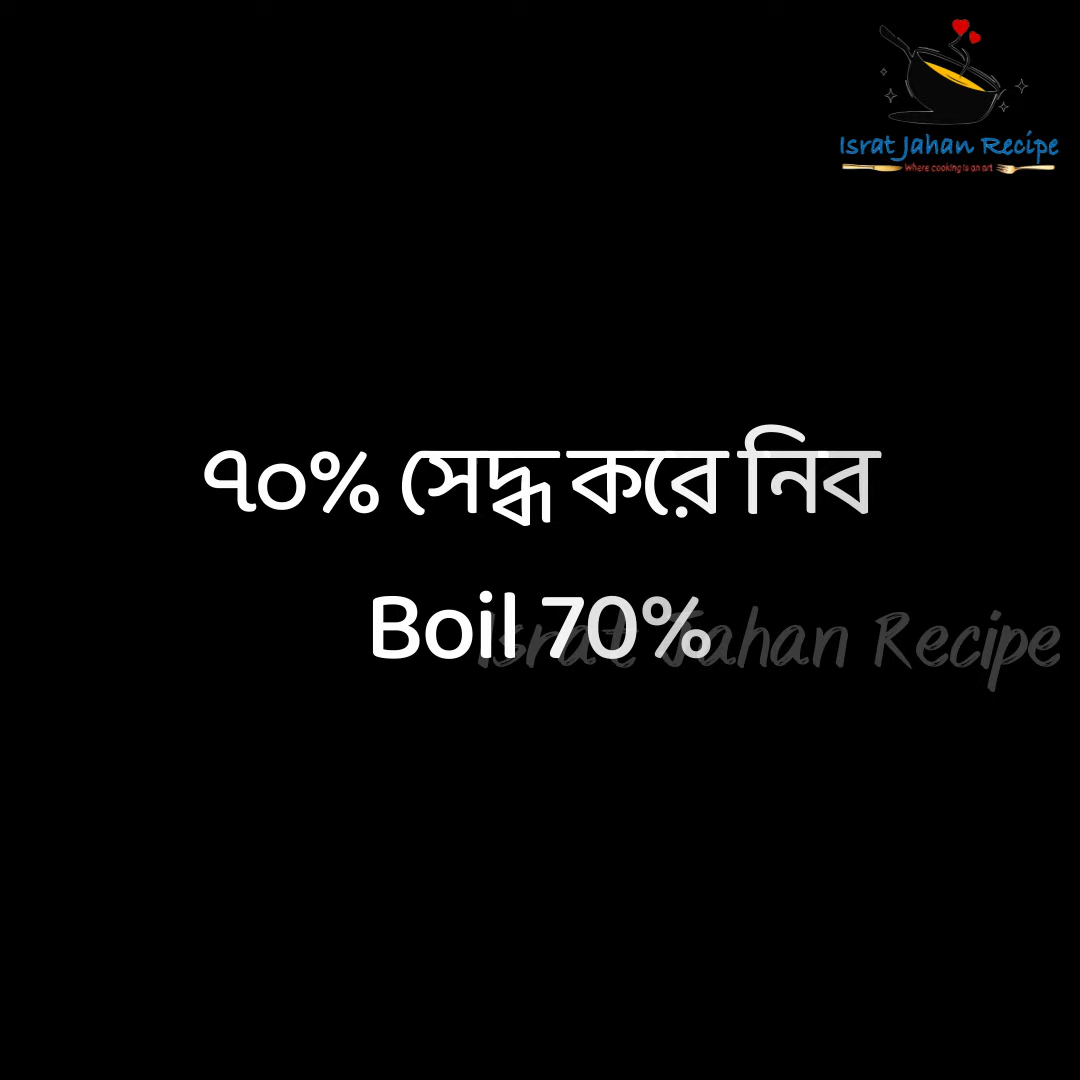 Israt Jahan Recipe
Where cooking is an art
৭০% সেদ্ধ করে নিব
Boil 70%
Israt Jahan Recipe